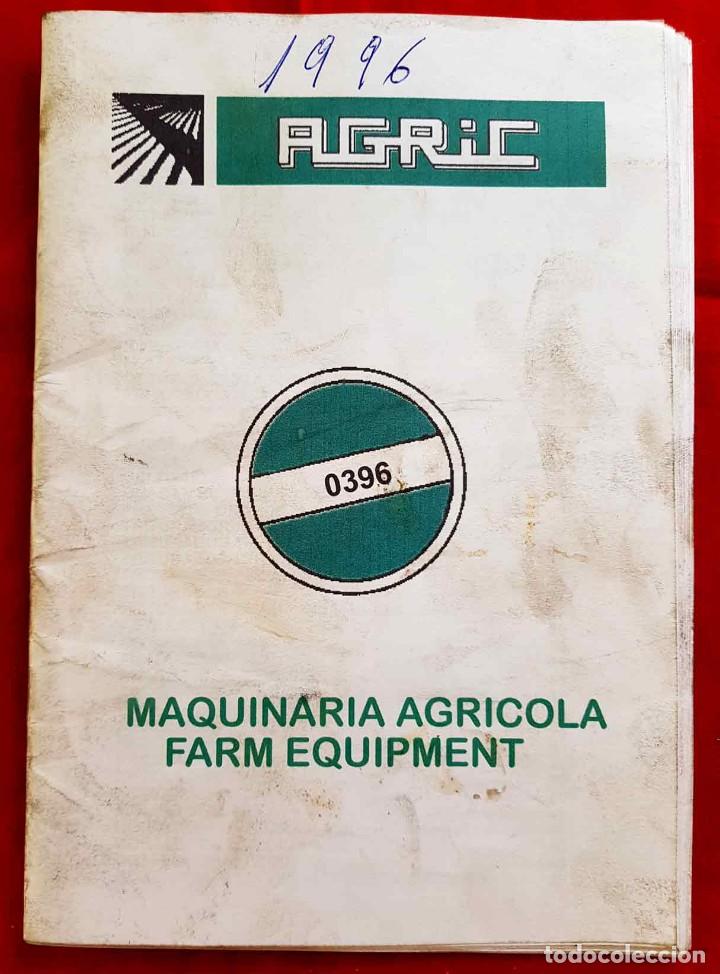 1996
AGRIC
0396
MAQUINARIA AGRICOLA
FARM EQUIPMENT
todocoleccion